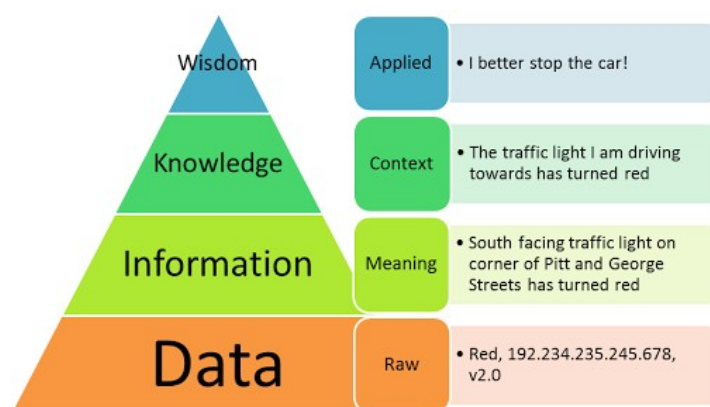 Wisdom
Applied
• I better stop the car!
Knowledge
Context
• The traffic light I am driving
towards has turned red
Information
Meaning
• South facing traffic light on
corner of Pitt and George
Streets has turned red
Data
Raw
• Red, 192.234.235.245.678,
v2.0